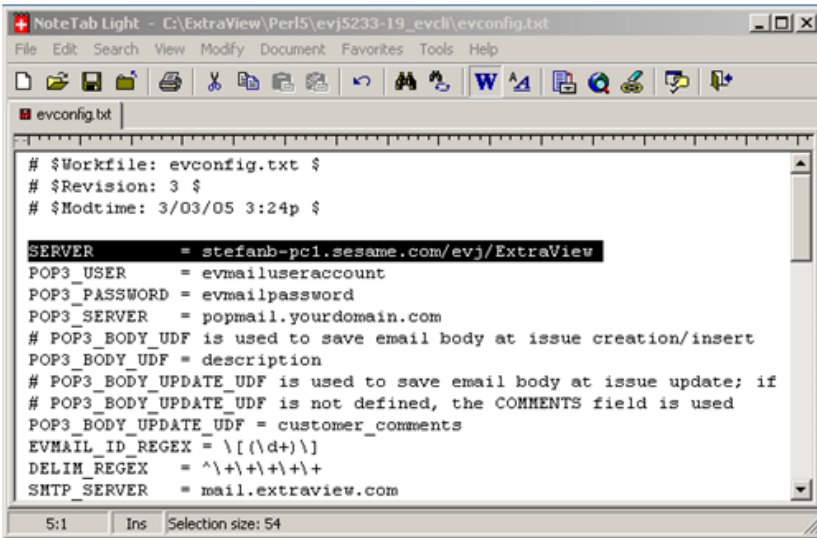 NoteTab Light - C:\ExtraView\Perl5\evj5233-19_evcli\evconfig.txt
File Edit Search View Modify Document Favorites Tools Help
evconfig.txt
# $Workfile: evconfig.txt $
# $Revision: 3 $
# $Modtime: 3/03/05 3:24p $
SERVER = stefanb-pc1.sesame.com/evj/ExtraView
POP3_USER = evmailuseraccount
POP3_PASSWORD = evmailpassword
POP3_SERVER = popmail.yourdomain.com
# POP3_BODY_UDF is used to save email body at issue creation/insert
POP3_BODY_UDF = description
# POP3_BODY_UPDATE_UDF is used to save email body at issue update; if
# POP3_BODY_UPDATE_UDF is not defined, the COMMENTS field is used
POP3_BODY_UPDATE_UDF = customer_comments
EVMAIL_ID_REGEX = \[(\d+)\]
DELIM_REGEX = ^\+\+\+\+\+
SMTP_SERVER = mail.extraview.com
5:1 Ins Selection size: 54